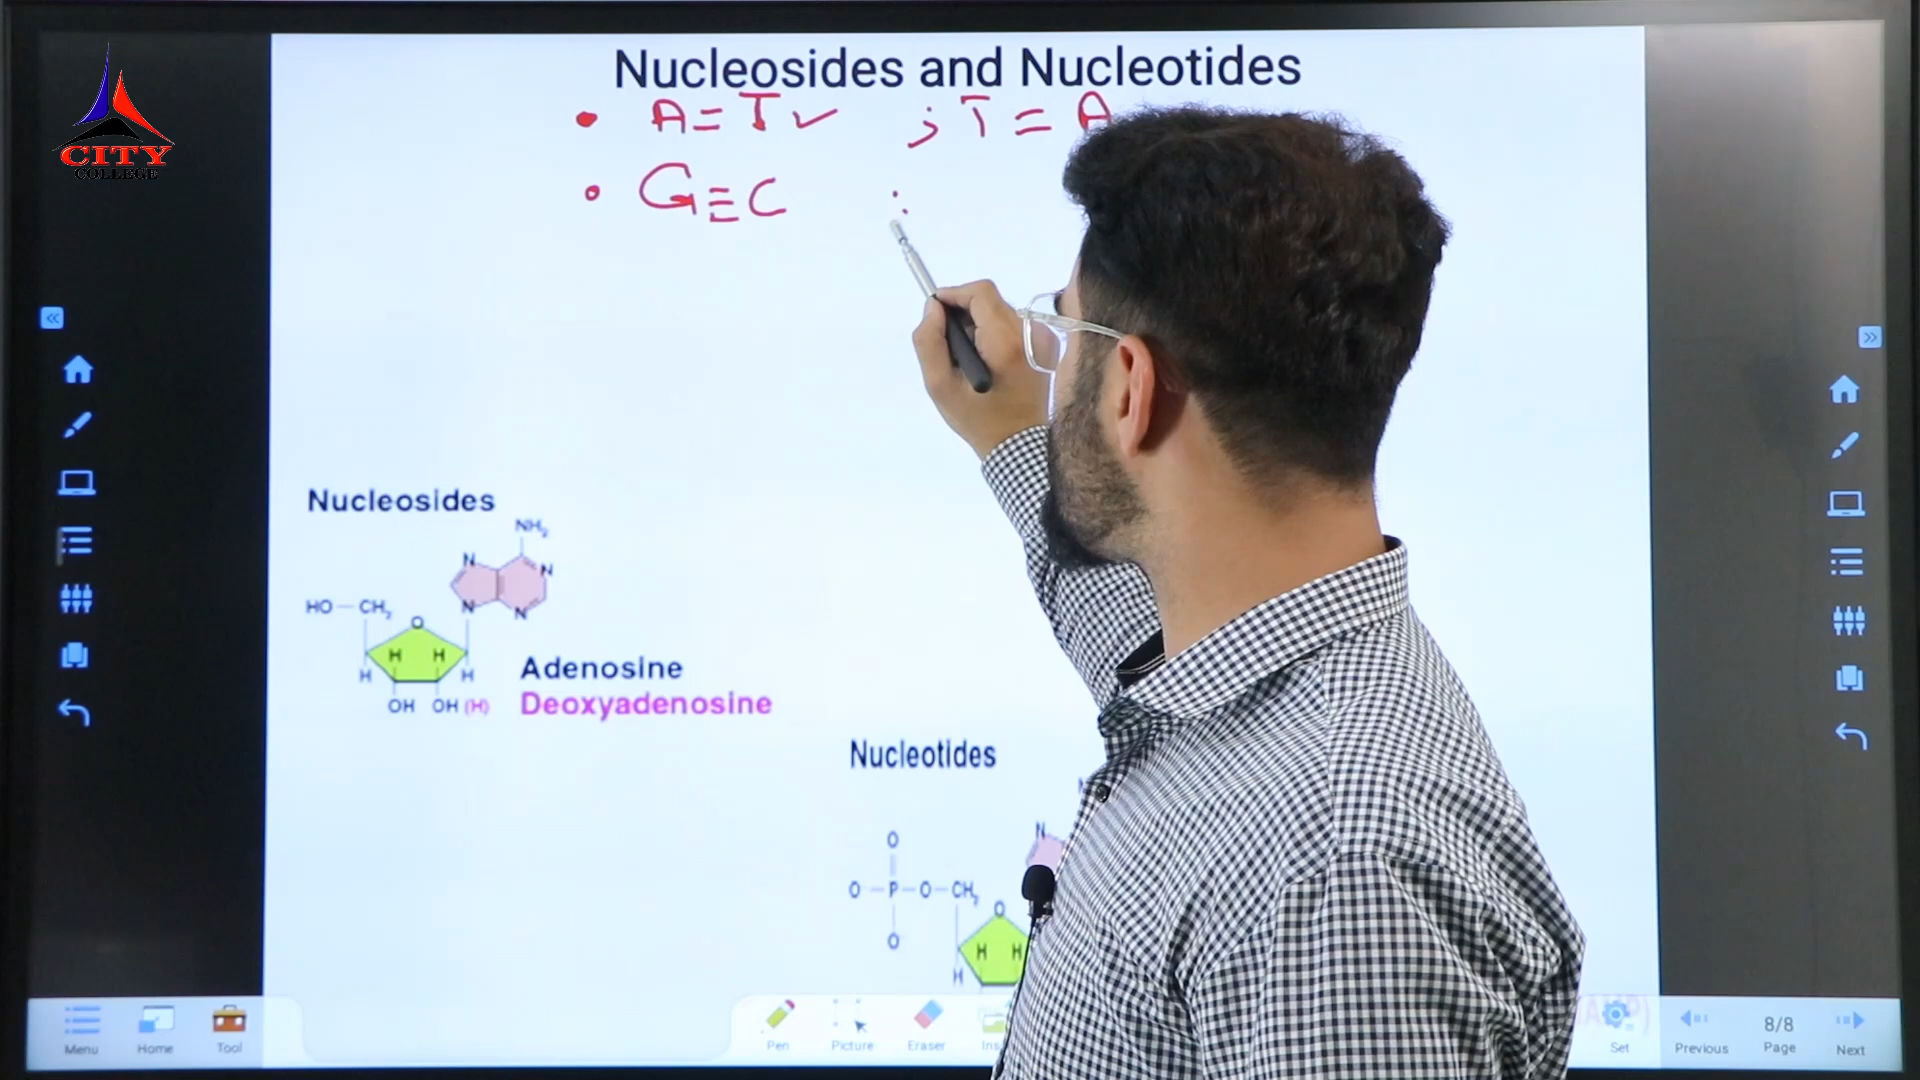 CITY
COLLEGE
Nucleosides and Nucleotides
• A = T ✓ ; T = A
• G ≡ C :
Nucleosides
NH2
N N
HO — CH2 N N
O
H H
H H
OH OH (H)
Adenosine
Deoxyadenosine
Nucleotides
N
O
O — P — O — CH2
O
O
H H
H
Menu Home Tool Pen Picture Eraser Set Previous 8/8 Page Next